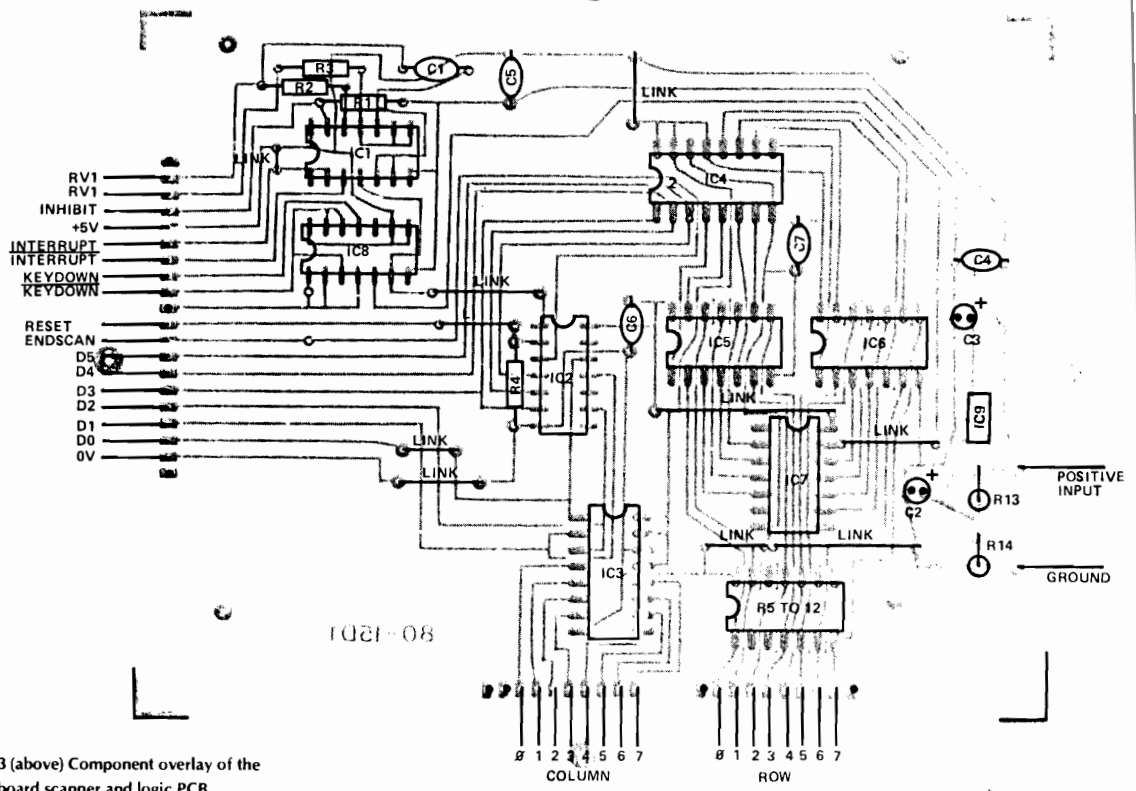 R3
C1
R2
C5
R1
LINK
IC1
LINK
IC4
2
RV1
RV1
INHIBIT
+5V
INTERRUPT
INTERRUPT
KEYDOWN
KEYDOWN
IC8
C7
C4
LINK
RESET
ENDSCAN
D5
D4
D3
D2
D1
D0
0V
C6
+
C3
IC2
IC5
IC6
R4
LINK
IC9
LINK
LINK
LINK
IC7
+
C2
POSITIVE
INPUT
R13
LINK
LINK
R14
IC3
GROUND
R5 TO 12
80-15D1
0 1 2 3 4 5 6 7
COLUMN
0 1 2 3 4 5 6 7
ROW
3 (above) Component overlay of the
board scanner and logic PCB